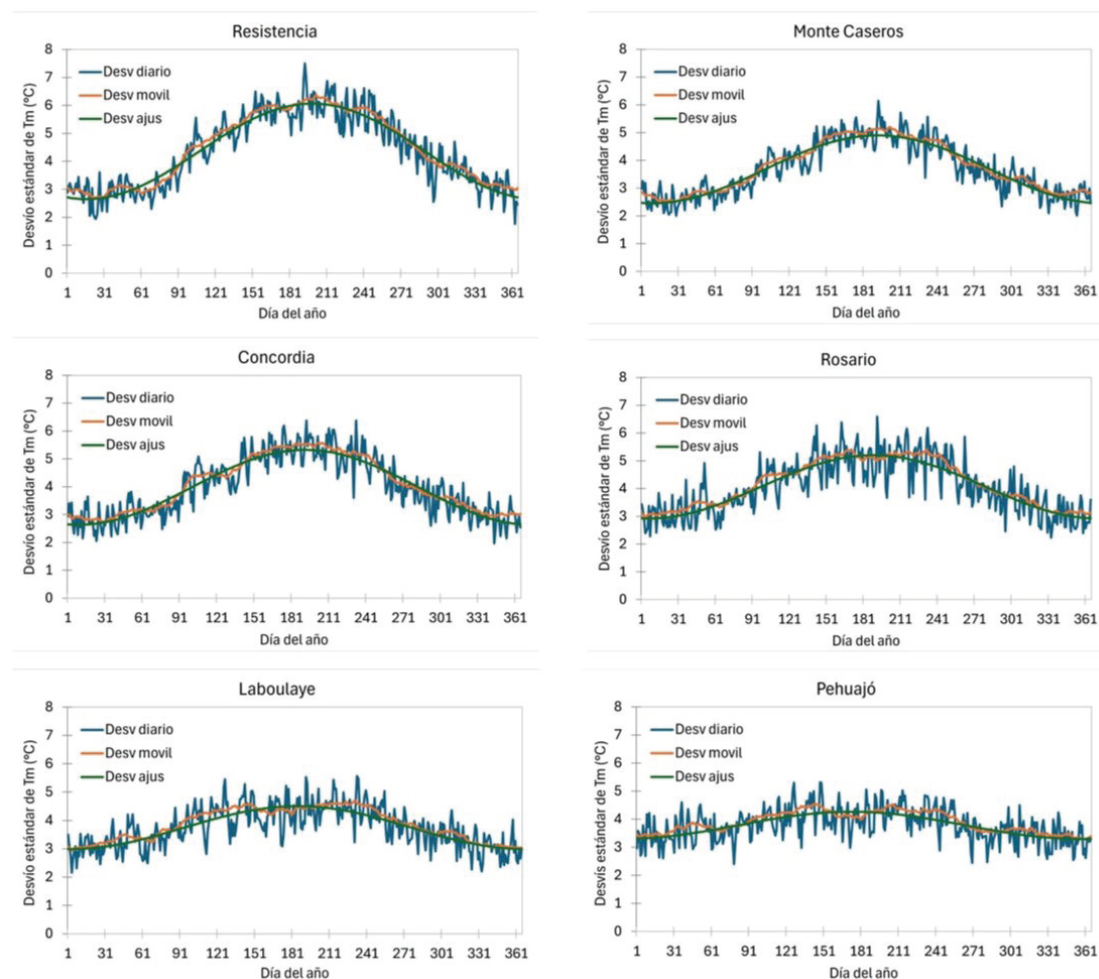 Resistencia
8
7
6
5
4
3
2
1
0
Desvío estándar de Tm (ºC)
Desv diario
Desv movil
Desv ajus
1 31 61 91 121 151 181 211 241 271 301 331 361
Día del año
Monte Caseros
8
7
6
5
4
3
2
1
0
Desvío estándar de Tm (ºC)
Desv diario
Desv movil
Desv ajus
1 31 61 91 121 151 181 211 241 271 301 331 361
Día del año
Concordia
8
7
6
5
4
3
2
1
0
Desvío estándar de Tm (ºC)
Desv diario
Desv movil
Desv ajus
1 31 61 91 121 151 181 211 241 271 301 331 361
Día del año
Rosario
8
7
6
5
4
3
2
1
0
Desvío estándar de Tm (ºC)
Desv diario
Desv movil
Desv ajus
1 31 61 91 121 151 181 211 241 271 301 331 361
Día del año
Laboulaye
8
7
6
5
4
3
2
1
0
Desvío estándar de Tm (ºC)
Desv diario
Desv movil
Desv ajus
1 31 61 91 121 151 181 211 241 271 301 331 361
Día del año
Pehuajó
8
7
6
5
4
3
2
1
0
Desvís estándar de Tm (ºC)
Desv diario
Desv movil
Desv ajus
1 31 61 91 121 151 181 211 241 271 301 331 361
Día del año